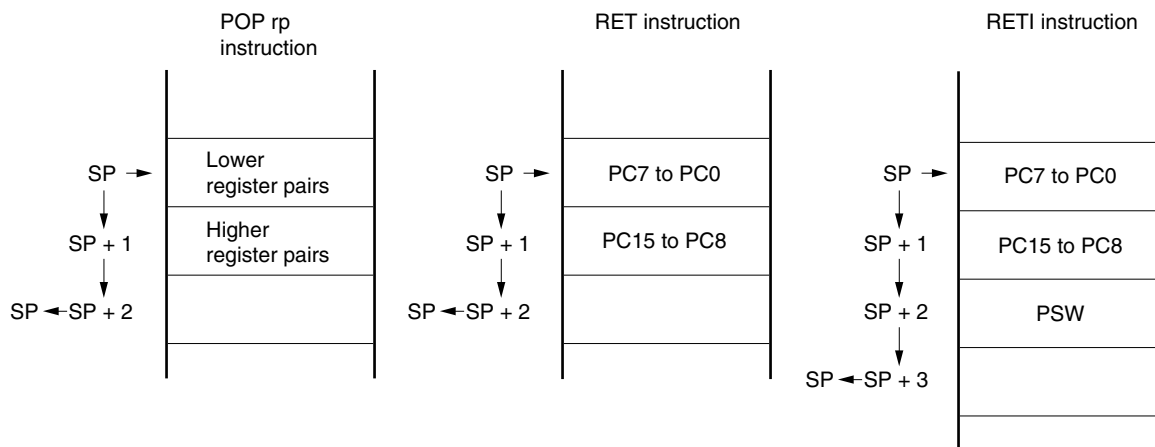 POP rp
instruction
RET instruction
RETI instruction
Lower
register pairs
Higher
register pairs
SP
SP + 1
SP SP + 2
PC7 to PC0
PC15 to PC8
SP
SP + 1
SP SP + 2
PC7 to PC0
PC15 to PC8
PSW
SP
SP + 1
SP + 2
SP SP + 3